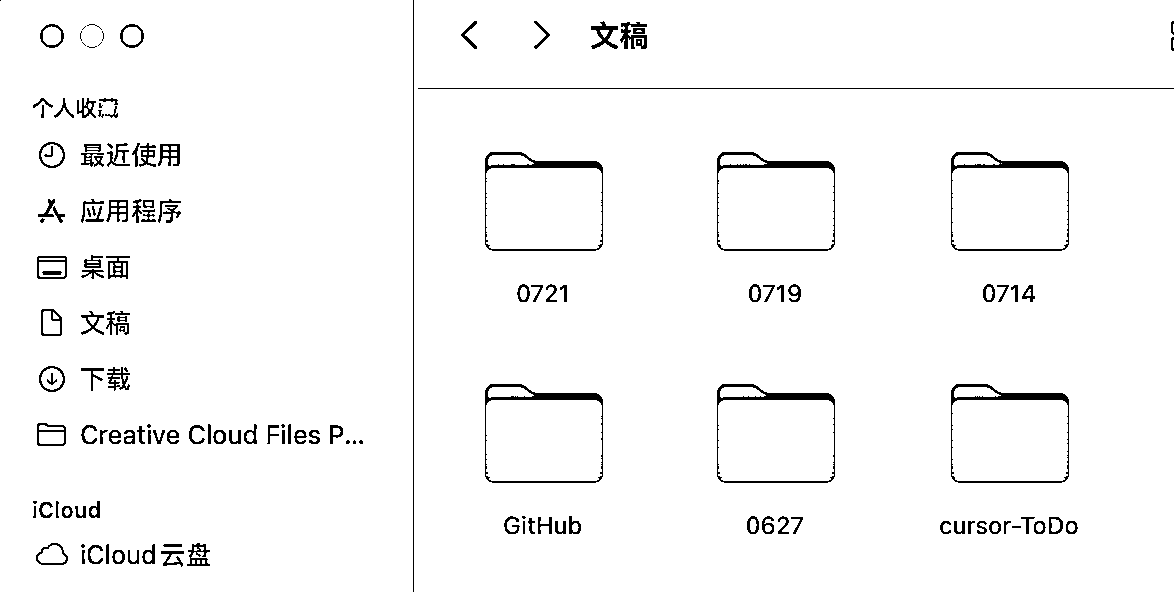 个人收藏
最近使用
应用程序
桌面
文稿
下载
Creative Cloud Files P...
iCloud
iCloud云盘
文稿
0721
0719
0714
GitHub
0627
cursor-ToDo